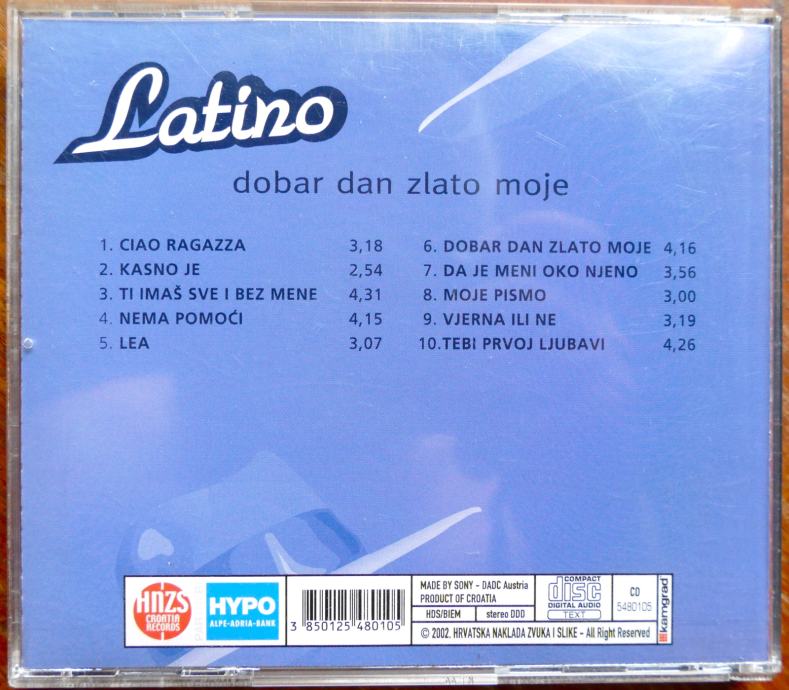 Latino
dobar dan zlato moje
1. CIAO RAGAZZA 3,18
2. KASNO JE 2,54
3. TI IMAŠ SVE I BEZ MENE 4,31
4. NEMA POMOĆI 4,15
5. LEA 3,07
6. DOBAR DAN ZLATO MOJE 4,16
7. DA JE MENI OKO NJENO 3,56
8. MOJE PISMO 3,00
9. VJERNA ILI NE 3,19
10.TEBI PRVOJ LJUBAVI 4,26
HNZS
CROATIA
RECORDS
HYPO
ALPE-ADRIA-BANK
3 850125 480105
MADE BY SONY - DADC Austria
PRODUCT OF CROATIA
HDS/BIEM stereo DDD
© 2002. HRVATSKA NAKLADA ZVUKA I SLIKE - All Right Reserved
COMPACT
disc
DIGITAL AUDIO
TEXT
CD
5480105
kamgrad